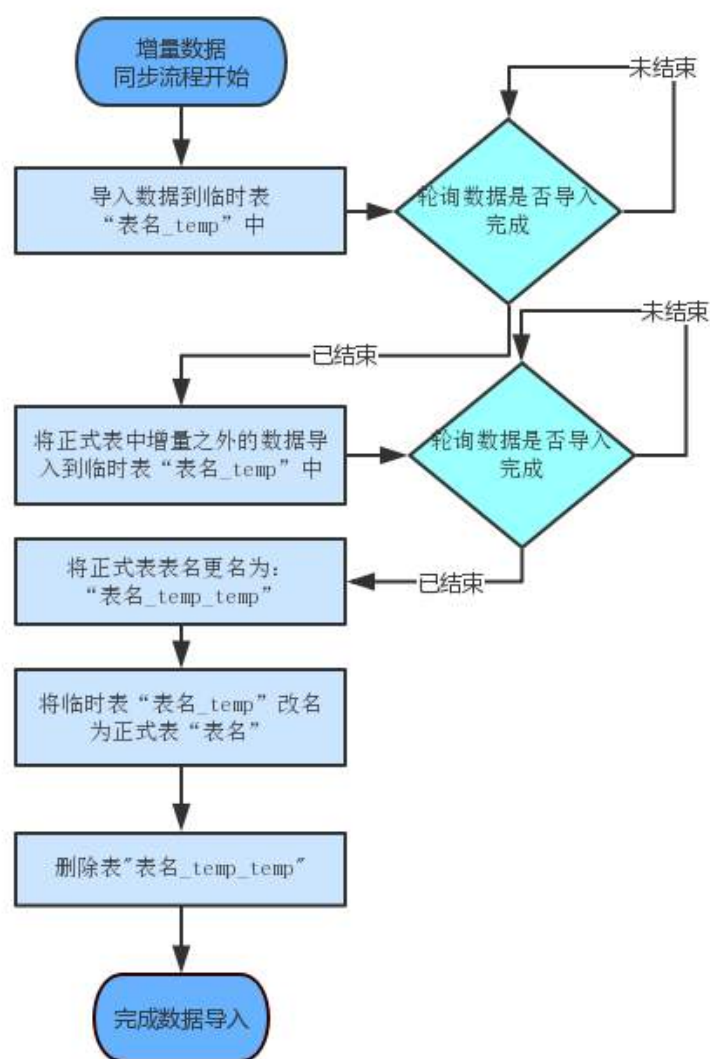 增量数据
同步流程开始
未结束
导入数据到临时表
“表名_temp”中
轮询数据是否导入
完成
未结束
已结束
将正式表中增量之外的数据导
入到临时表“表名_temp”中
轮询数据是否导入
完成
将正式表表名更名为:
“表名_temp_temp”
已结束
将临时表“表名_temp”改名
为正式表“表名”
删除表"表名_temp_temp"
完成数据导入